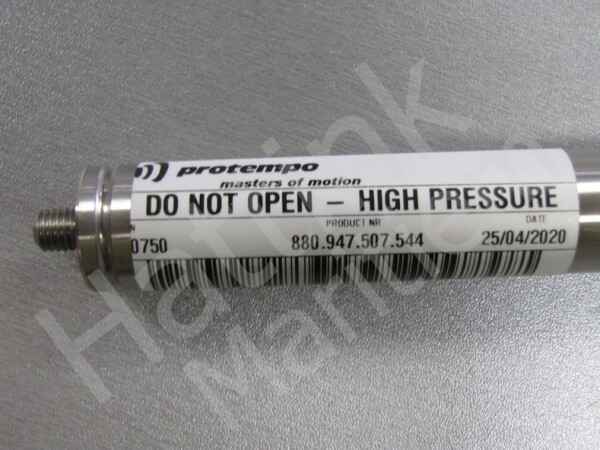 protempo
masters of motion
DO NOT OPEN – HIGH PRESSURE
PRODUCT NR DATE
0750 880.947.507.544 25/04/2020
Hattink